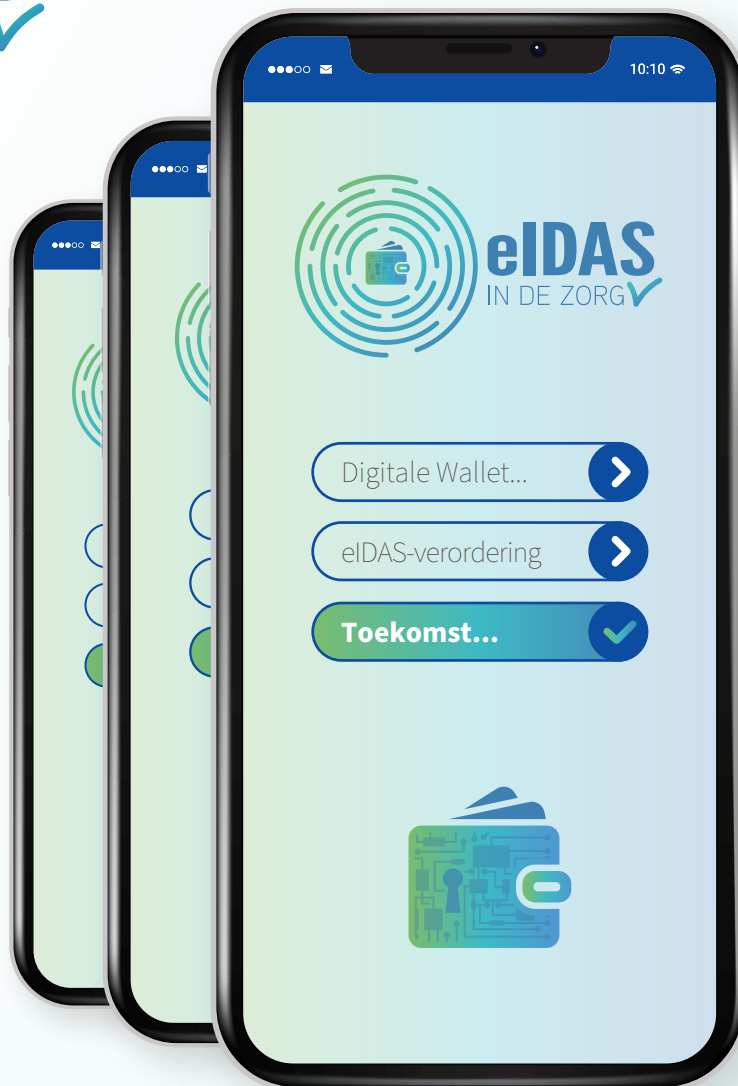 10:10
eIDAS
IN DE ZORG
Digitale Wallet...
eIDAS-verordering
Toekomst...